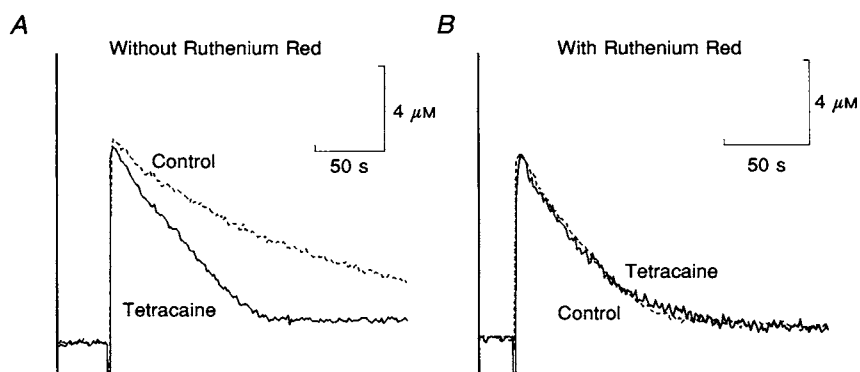 A
Without Ruthenium Red
4 μM
50 s
Control
Tetracaine
B
With Ruthenium Red
4 μM
50 s
Tetracaine
Control